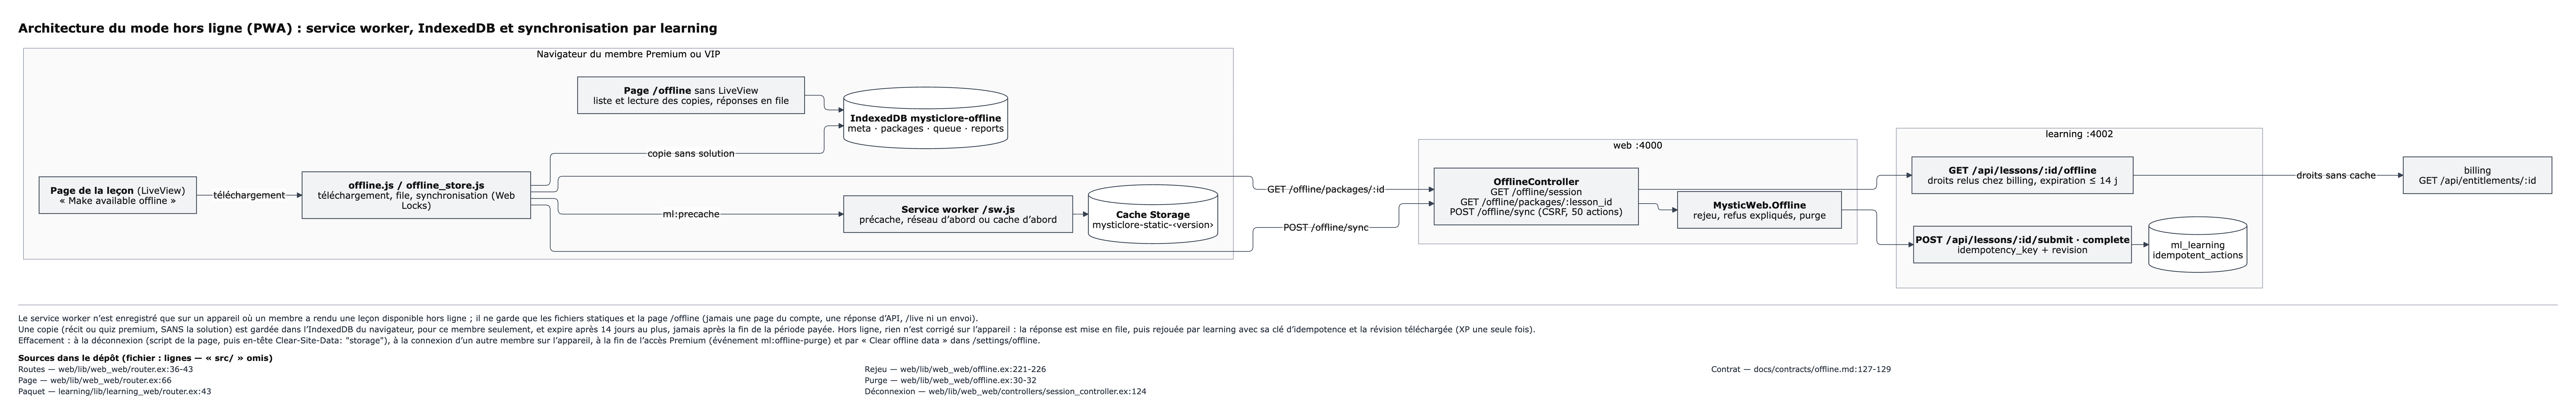 Architecture du mode hors ligne (PWA) : service worker, IndexedDB et synchronisation par learning
Navigateur du membre Premium ou VIP
Page /offline sans LiveView
liste et lecture des copies, réponses en file
IndexedDB mysticlore-offline
meta · packages · queue · reports
copie sans solution
Page de la leçon (LiveView)
« Make available offline »
téléchargement
offline.js / offline_store.js
téléchargement, file, synchronisation (Web
Locks)
ml:precache
Service worker /sw.js
précache, réseau d’abord ou cache d’abord
Cache Storage
mysticlore-static-‹version›
GET /offline/packages/:id
POST /offline/sync
web :4000
OfflineController
GET /offline/session
GET /offline/packages/:lesson_id
POST /offline/sync (CSRF, 50 actions)
MysticWeb.Offline
rejeu, refus expliqués, purge
learning :4002
GET /api/lessons/:id/offline
droits relus chez billing, expiration ≤ 14 j
POST /api/lessons/:id/submit · complete
idempotency_key + revision
ml_learning
idempotent_actions
droits sans cache
billing
GET /api/entitlements/:id
Le service worker n’est enregistré que sur un appareil où un membre a rendu une leçon disponible hors ligne ; il ne garde que les fichiers statiques et la page /offline (jamais une page du compte, une réponse d’API, /live ni un envoi).
Une copie (récit ou quiz premium, SANS la solution) est gardée dans l’IndexedDB du navigateur, pour ce membre seulement, et expire après 14 jours au plus, jamais après la fin de la période payée. Hors ligne, rien n’est corrigé sur l’appareil : la réponse est mise en file, puis rejouée par learning avec sa clé d’idempotence et la révision téléchargée (XP une seule fois).
Effacement : à la déconnexion (script de la page, puis en-tête Clear-Site-Data: "storage"), à la connexion d’un autre membre sur l’appareil, à la fin de l’accès Premium (événement ml:offline-purge) et par « Clear offline data » dans /settings/offline.
Sources dans le dépôt (fichier : lignes — « src/ » omis)
Routes — web/lib/web_web/router.ex:36-43
Page — web/lib/web_web/router.ex:66
Paquet — learning/lib/learning_web/router.ex:43
Rejeu — web/lib/web_web/offline.ex:221-226
Purge — web/lib/web_web/offline.ex:30-32
Déconnexion — web/lib/web_web/controllers/session_controller.ex:124
Contrat — docs/contracts/offline.md:127-129